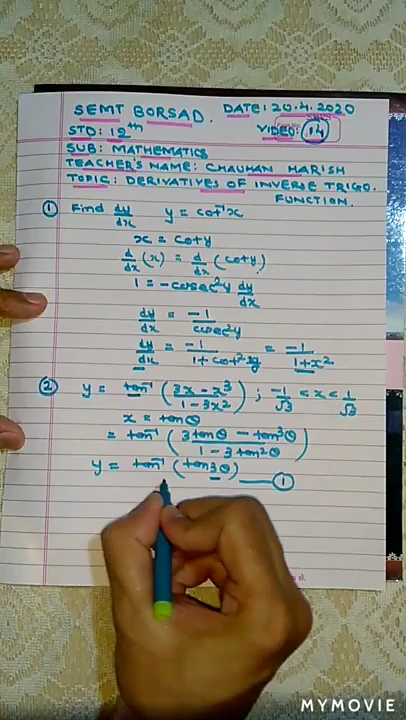 SEMT BORSAD. DATE: 20.4.2020
STD: 12th VIDEO: 14
SUB: MATHEMATICS
TEACHER'S NAME: CHAUHAN HARISH
TOPIC: DERIVATIVES OF INVERSE TRIGO.
FUNCTION.
① Find dy/dx y = cot⁻¹x
x = coty
d/dx (x) = d/dx (coty)
1 = -cosec²y dy/dx
dy/dx = -1/cosec²y
dy/dx = -1/1+cot²y = -1/1+x²
② y = tan⁻¹ (3x - x³/1 - 3x²) ; -1/√3 < x < 1/√3
x = tanθ
= tan⁻¹ (3tanθ - tan³θ/1 - 3tan²θ)
y = tan⁻¹ (tan3θ) ——①
MYMOVIE